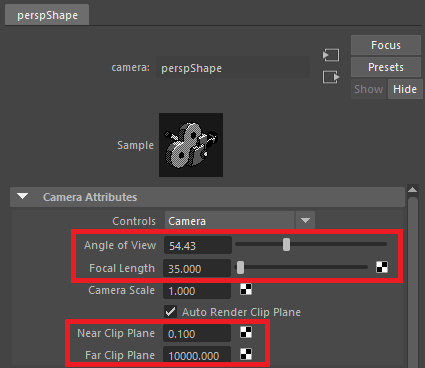 perspShape
Focus
camera: perspShape
Presets
Show Hide
Sample
Camera Attributes
Controls Camera
Angle of View 54.43
Focal Length 35.000
Camera Scale 1.000
Auto Render Clip Plane
Near Clip Plane 0.100
Far Clip Plane 10000.000